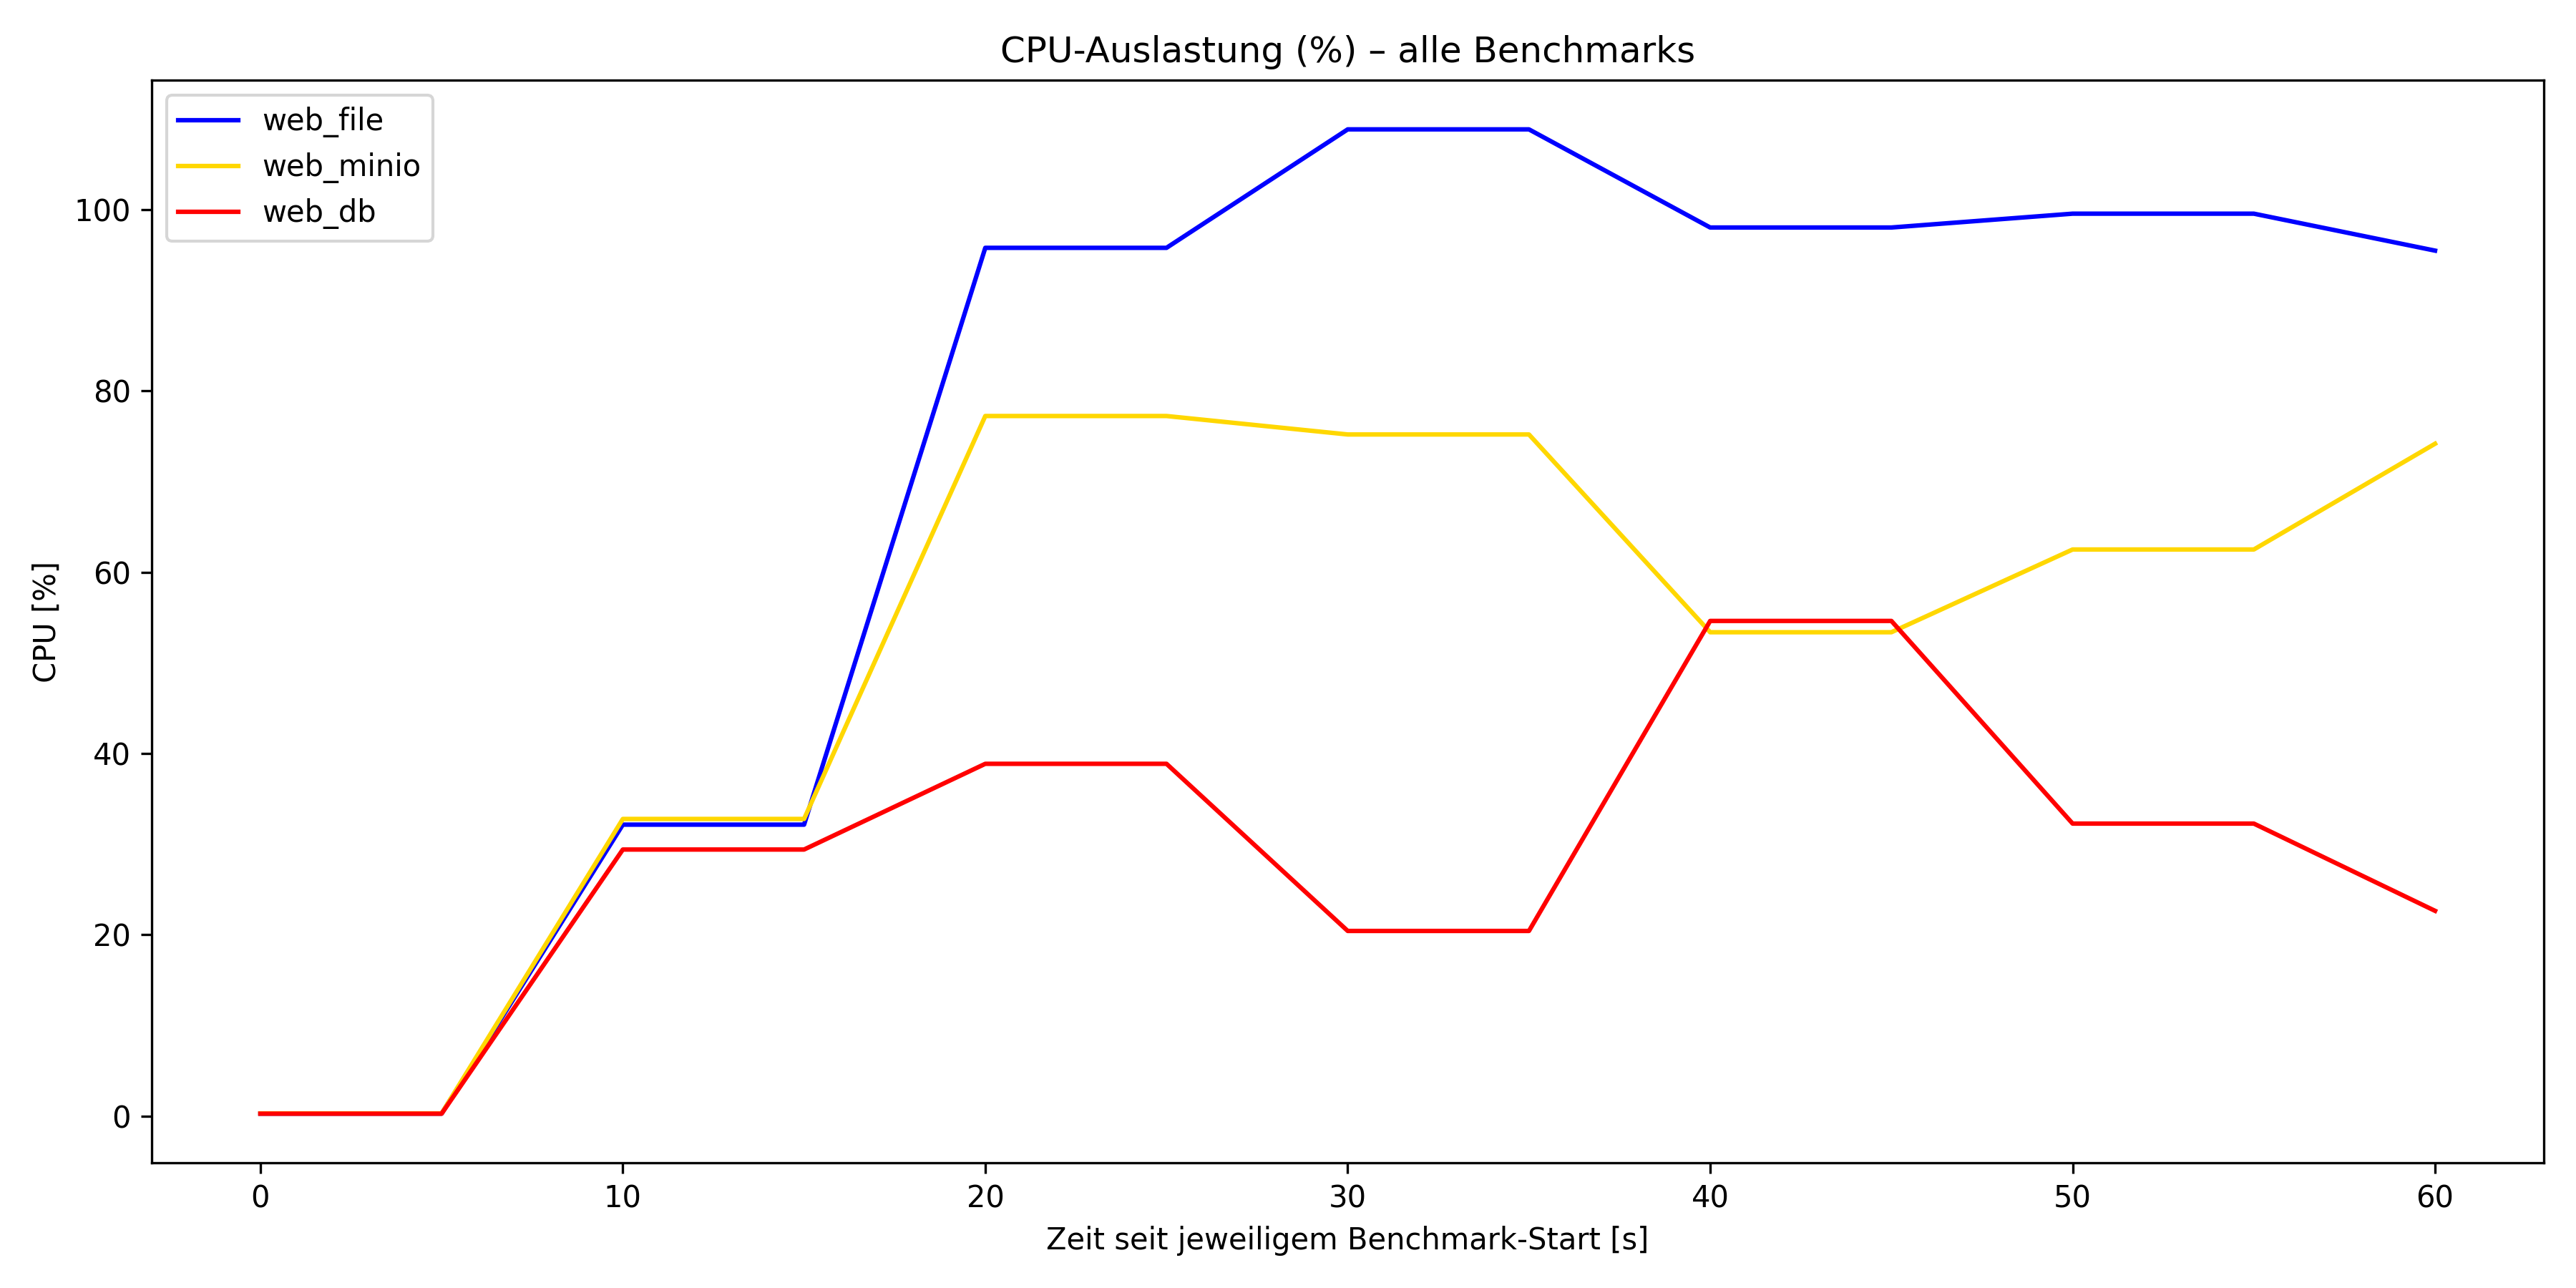 CPU-Auslastung (%) – alle Benchmarks
web_file
web_minio
web_db
CPU [%]
100
80
60
40
20
0
0 10 20 30 40 50 60
Zeit seit jeweiligem Benchmark-Start [s]